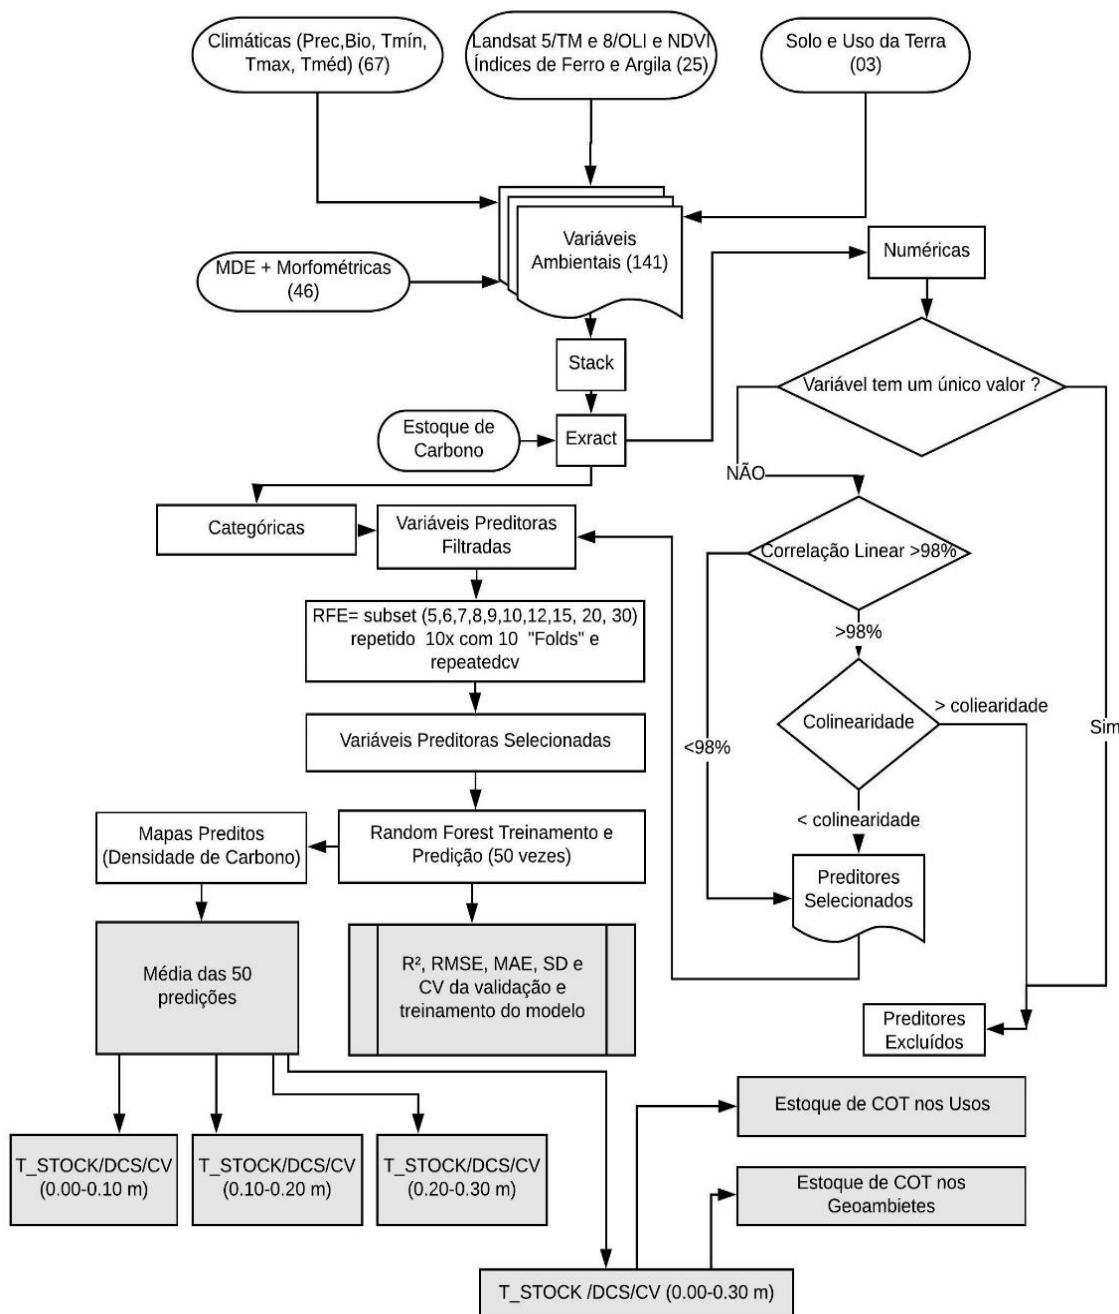 Climáticas (Prec,Bio, Tmín,
Tmax, Tméd) (67)
Landsat 5/TM e 8/OLI e NDVI
Índices de Ferro e Argila (25)
Solo e Uso da Terra
(03)
Variáveis
Ambientais (141)
MDE + Morfométricas
(46)
Numéricas
Stack
Variável tem um único valor ?
Estoque de
Carbono
Exract
NÃO
Categóricas
Variáveis Preditoras
Filtradas
Correlação Linear >98%
RFE= subset (5,6,7,8,9,10,12,15, 20, 30)
repetido 10x com 10 "Folds" e
repeatedcv
>98%
Variáveis Preditoras Selecionadas
<98%
Colinearidade
> coliearidade
Sim
< colinearidade
Mapas Preditos
(Densidade de Carbono)
Random Forest Treinamento e
Predição (50 vezes)
Preditores
Selecionados
Média das 50
predições
R², RMSE, MAE, SD e
CV da validação e
treinamento do modelo
Preditores
Excluídos
T_STOCK/DCS/CV
(0.00-0.10 m)
T_STOCK/DCS/CV
(0.10-0.20 m)
T_STOCK/DCS/CV
(0.20-0.30 m)
Estoque de COT nos Usos
Estoque de COT nos
Geoambietes
T_STOCK /DCS/CV (0.00-0.30 m)